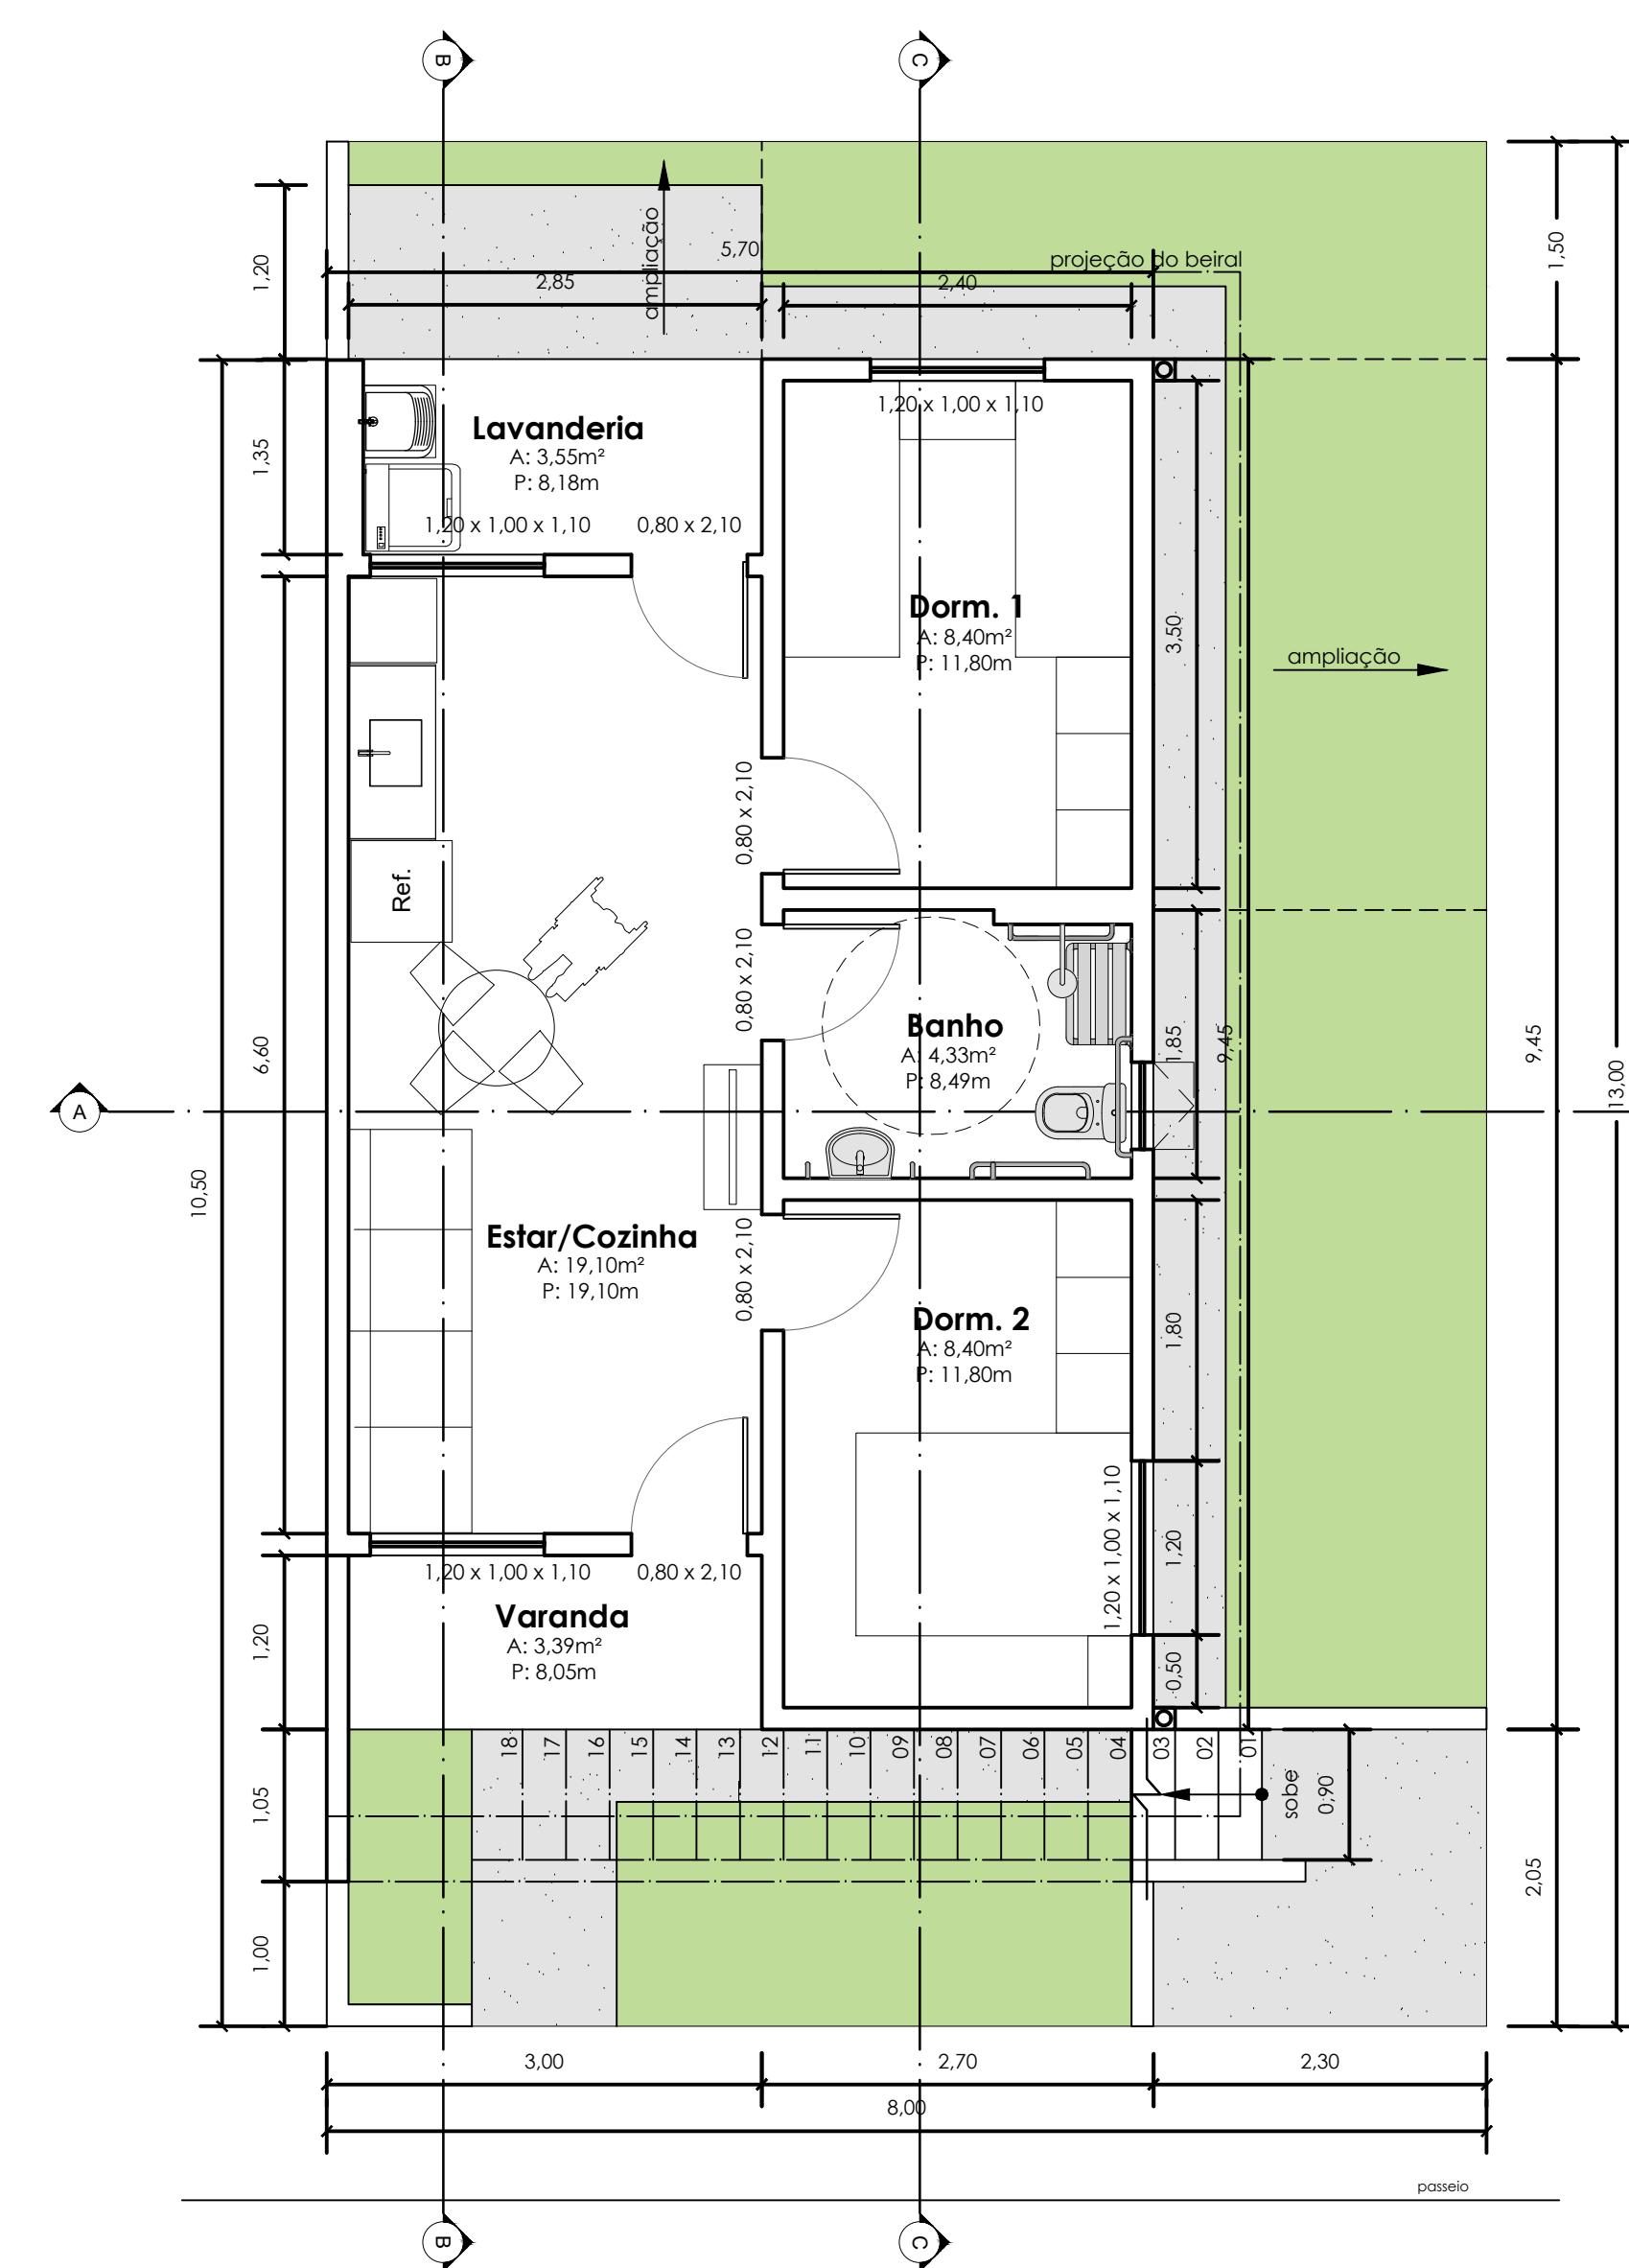 B
C
1,20
5,70
ampliação
projeção do beiral
1,50
2,85
2,40
1,20 x 1,00 x 1,10
Lavanderia
A: 3,55m²
P: 8,18m
1,35
1,20 x 1,00 x 1,10
0,80 x 2,10
Dorm. 1
A: 8,40m²
P: 11,80m
3,50
ampliação
0,80 x 2,10
Ref.
0,80 x 2,10
Banho
A: 4,33m²
P: 8,49m
1,85
9,45
9,45
13,00
6,60
A
10,50
Estar/Cozinha
A: 19,10m²
P: 19,10m
0,80 x 2,10
Dorm. 2
A: 8,40m²
P: 11,80m
1,80
1,20 x 1,00 x 1,10
1,20
1,20 x 1,00 x 1,10
0,80 x 2,10
Varanda
A: 3,39m²
P: 8,05m
1,20
0,50
18
17
16
15
14
13
12
11
10
09
08
07
06
05
04
03
02
01
sobe
0,90
1,05
2,05
1,00
3,00
2,70
2,30
8,00
passeio
B
C